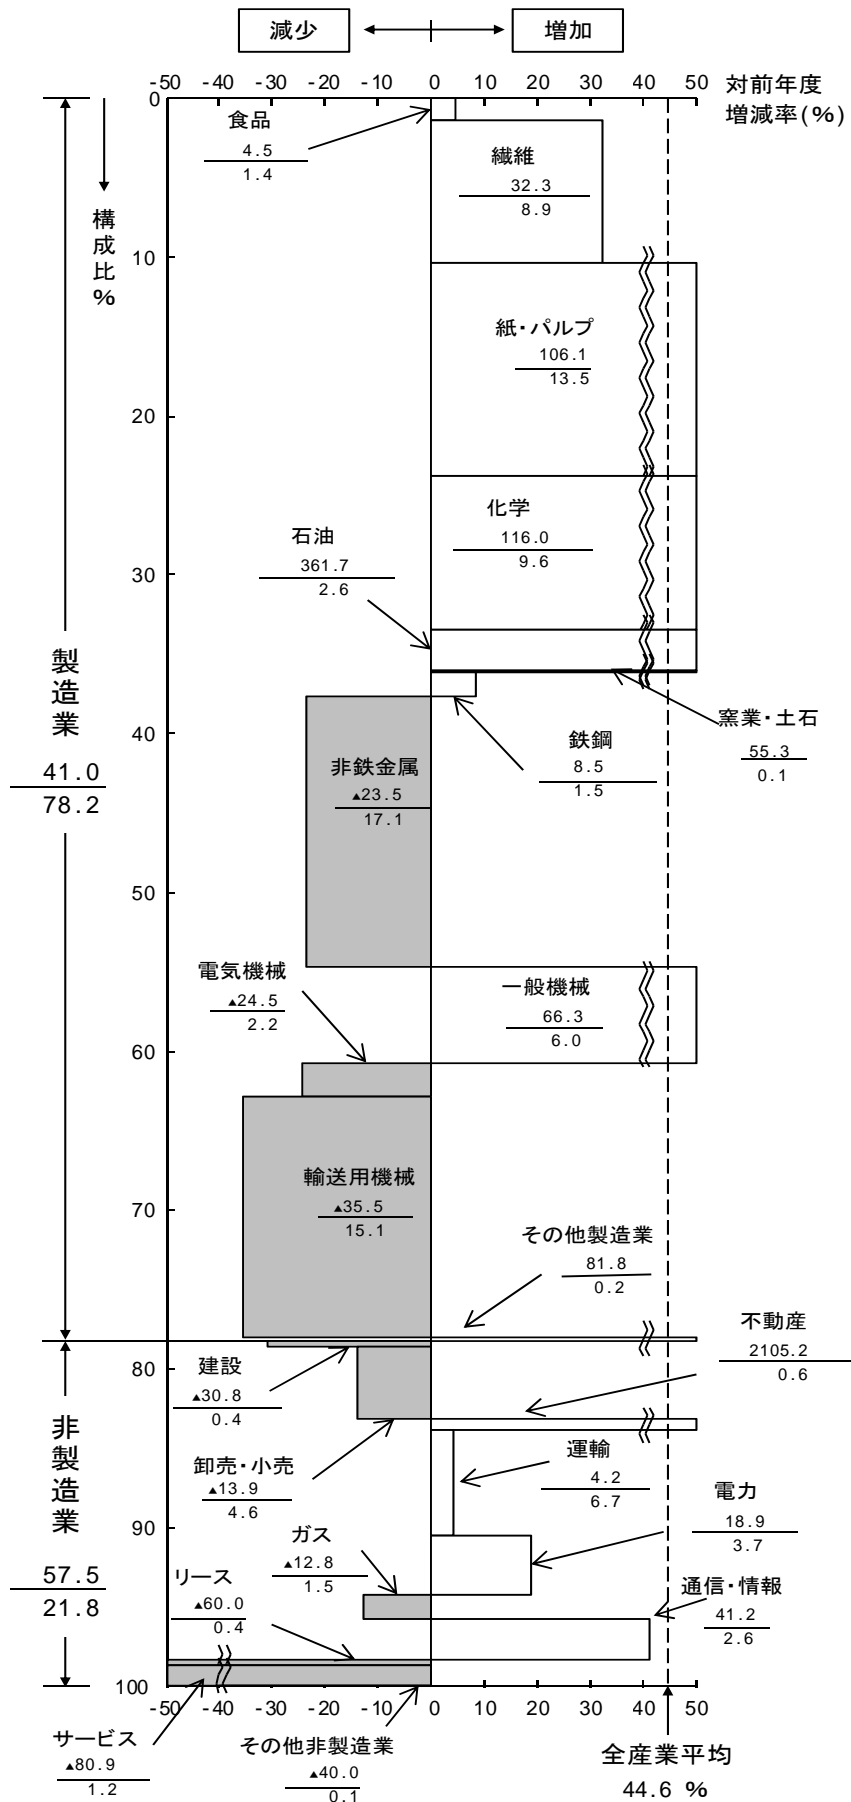 減少 増加
-50 -40 -30 -20 -10 0 10 20 30 40 50
対前年度
増減率(%)
0
10
20
30
40
50
60
70
80
90
100
構成比%
製造業
41.0
78.2
非製造業
57.5
21.8
食品
4.5
1.4
繊維
32.3
8.9
紙・パルプ
106.1
13.5
化学
116.0
9.6
石油
361.7
2.6
窯業・土石
55.3
0.1
鉄鋼
8.5
1.5
非鉄金属
▲23.5
17.1
一般機械
66.3
6.0
電気機械
▲24.5
2.2
輸送用機械
▲35.5
15.1
その他製造業
81.8
0.2
不動産
2105.2
0.6
建設
▲30.8
0.4
卸売・小売
▲13.9
4.6
運輸
4.2
6.7
電力
18.9
3.7
ガス
▲12.8
1.5
通信・情報
41.2
2.6
リース
▲60.0
0.4
-50 -40 -30 -20 -10 0 10 20 30 40 50
サービス
▲80.9
1.2
その他非製造業
▲40.0
0.1
全産業平均
44.6 %